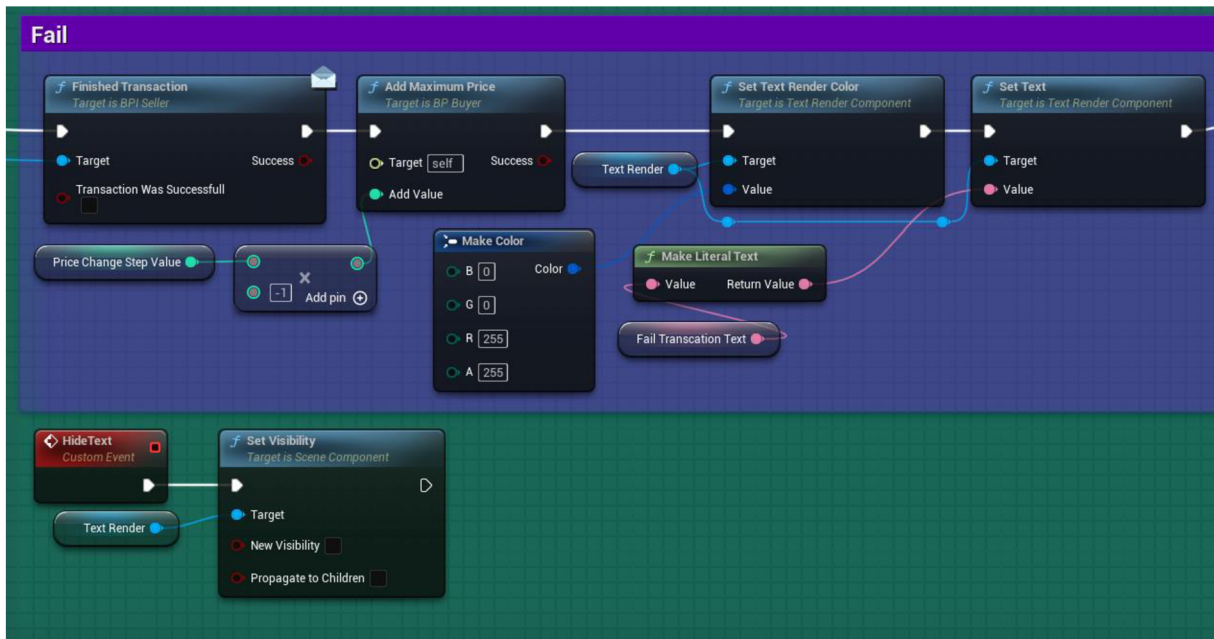 Fail
Finished Transaction
Target is BPI Seller
Target
Success
Transaction Was Successfull
Add Maximum Price
Target is BP Buyer
Target self
Success
Add Value
Set Text Render Color
Target is Text Render Component
Target
Value
Set Text
Target is Text Render Component
Target
Value
Text Render
Price Change Step Value
-1
Add pin
Make Color
B 0
Color
G 0
R 255
A 255
Make Literal Text
Value
Return Value
Fail Transcation Text
HideText
Custom Event
Text Render
Set Visibility
Target is Scene Component
Target
New Visibility
Propagate to Children